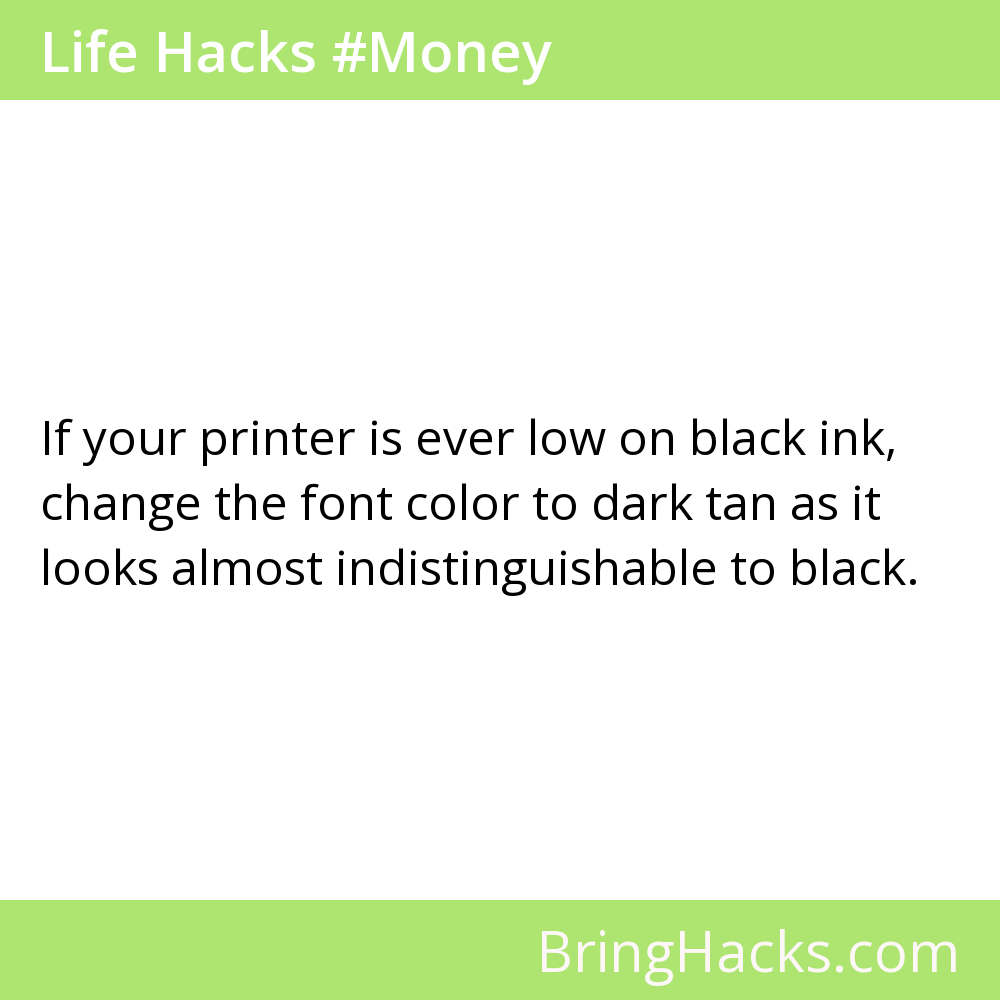 Life Hacks #Money
If your printer is ever low on black ink,
change the font color to dark tan as it
looks almost indistinguishable to black.
BringHacks.com